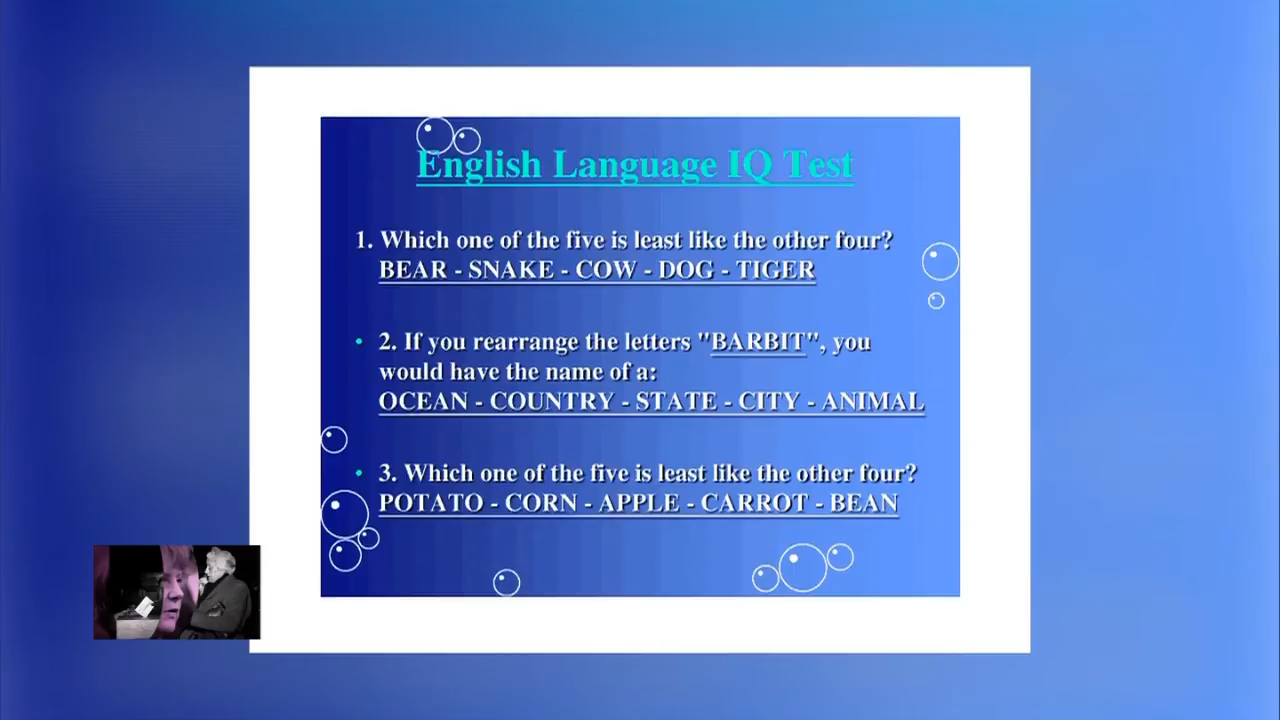 English Language IQ Test
1. Which one of the five is least like the other four?
BEAR - SNAKE - COW - DOG - TIGER
• 2. If you rearrange the letters "BARBIT", you
would have the name of a:
OCEAN - COUNTRY - STATE - CITY - ANIMAL
• 3. Which one of the five is least like the other four?
POTATO - CORN - APPLE - CARROT - BEAN